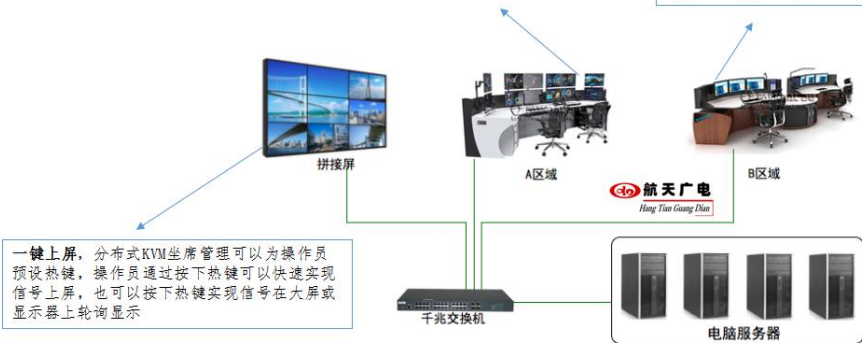 拼接屏
A区域
B区域
航天广电
Hang Tian Guang Dian
一键上屏，分布式KVM坐席管理可以为操作员
预设热键，操作员通过按下热键可以快速实现
信号上屏，也可以按下热键实现信号在大屏或
显示器上轮询显示
千兆交换机
电脑服务器